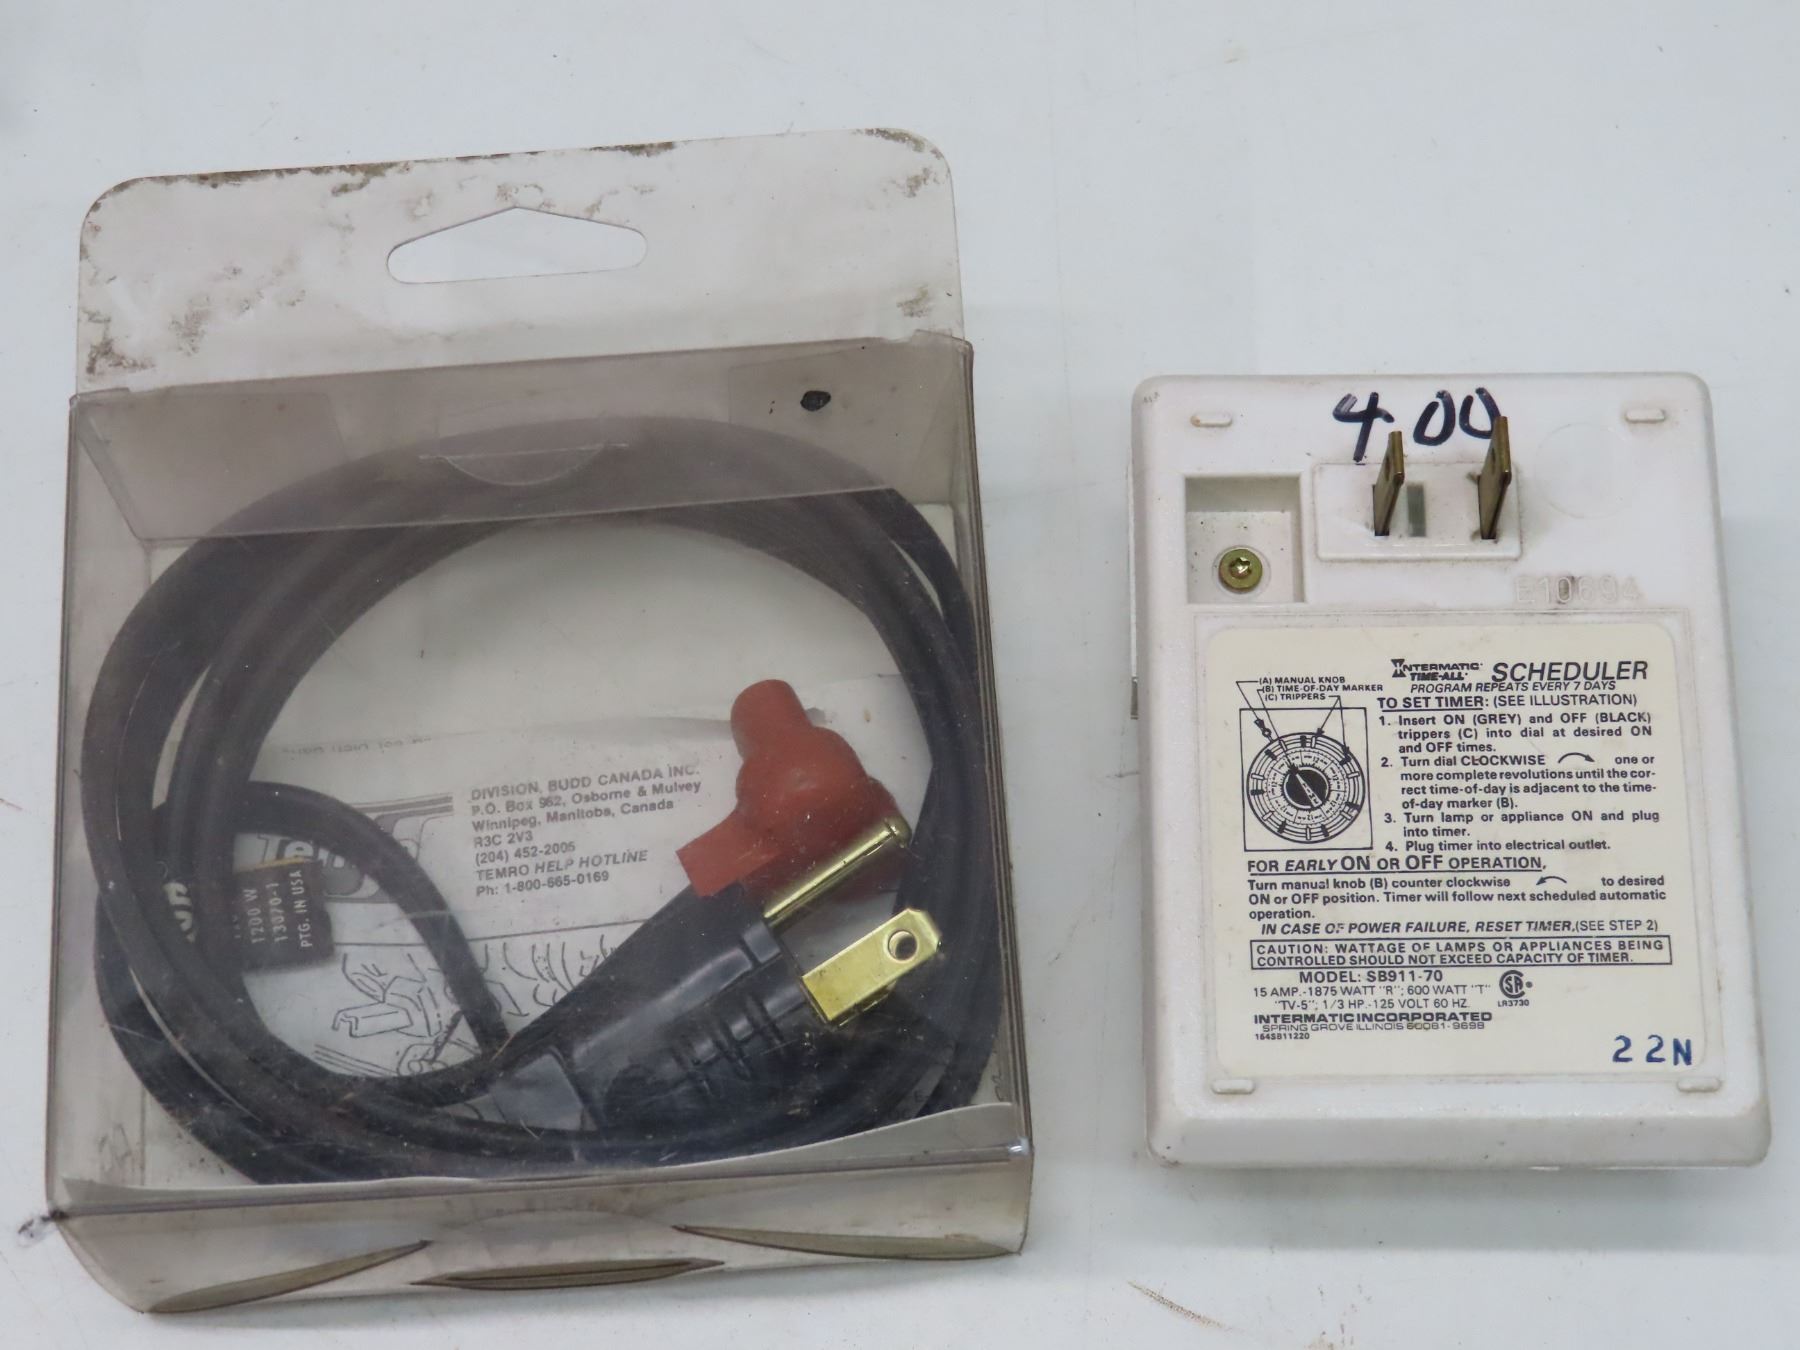 DIVISION, BUDD CANADA INC.
P.O. Box 962, Osborne & Mulvey
Winnipeg, Manitoba, Canada
R3C 2V3
(204) 452-2005
TEMRO HELP HOTLINE
Ph: 1-800-665-0169
1200 W
13070-1
PTG. IN USA
4.00
E10694
INTERMATIC®
TIME-ALL® SCHEDULER
PROGRAM REPEATS EVERY 7 DAYS
(A) MANUAL KNOB
(B) TIME-OF-DAY MARKER
(C) TRIPPERS
TO SET TIMER: (SEE ILLUSTRATION)
1. Insert ON (GREY) and OFF (BLACK)
trippers (C) into dial at desired ON
and OFF times.
2. Turn dial CLOCKWISE one or
more complete revolutions until the cor-
rect time-of-day is adjacent to the time-
of-day marker (B).
3. Turn lamp or appliance ON and plug
into timer.
4. Plug timer into electrical outlet.
FOR EARLY ON OR OFF OPERATION,
Turn manual knob (B) counter clockwise to desired
ON or OFF position. Timer will follow next scheduled automatic
operation.
IN CASE OF POWER FAILURE, RESET TIMER,(SEE STEP 2)
CAUTION: WATTAGE OF LAMPS OR APPLIANCES BEING
CONTROLLED SHOULD NOT EXCEED CAPACITY OF TIMER.
MODEL: SB911-70
15 AMP.-1875 WATT "R"; 600 WATT "T"
"TV-5"; 1/3 HP.-125 VOLT 60 HZ.
LR3730
INTERMATIC INCORPORATED
SPRING GROVE ILLINOIS 60081-9698
164SB11220
22N